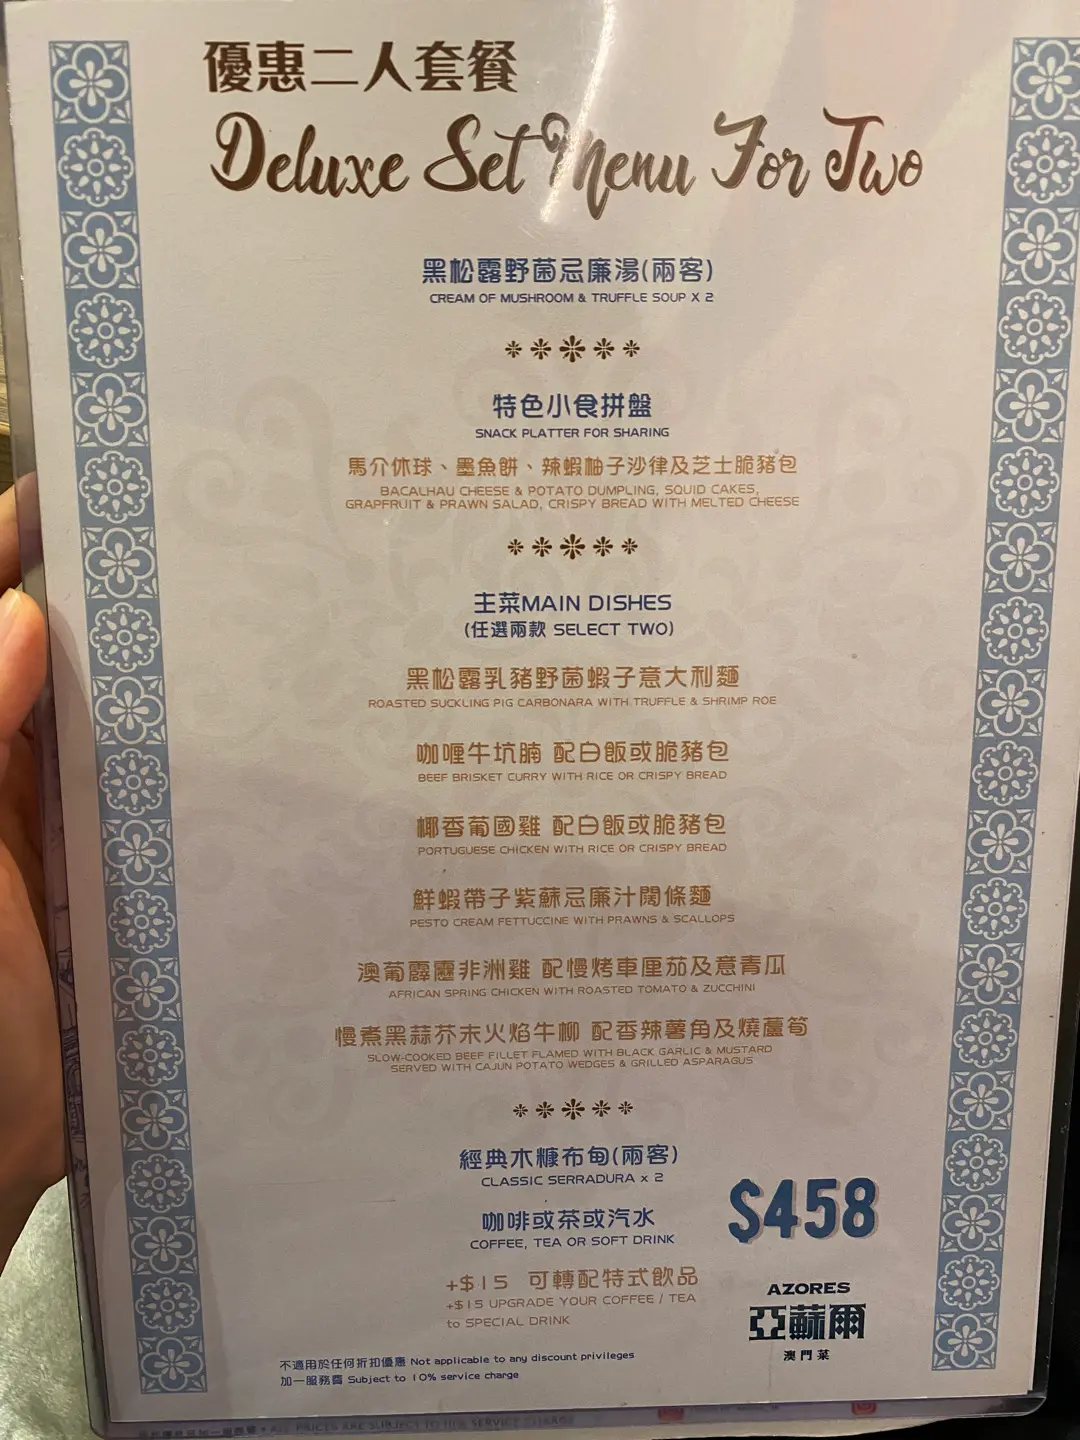 優惠二人套餐
Deluxe Set Menu For Two
黑松露野菌忌廉湯(兩客)
CREAM OF MUSHROOM & TRUFFLE SOUP X 2
特色小食拼盤
SNACK PLATTER FOR SHARING
馬介休球、墨魚餅、辣蝦柚子沙律及芝士脆豬包
BACALHAU CHEESE & POTATO DUMPLING, SQUID CAKES,
GRAPFRUIT & PRAWN SALAD, CRISPY BREAD WITH MELTED CHEESE
主菜MAIN DISHES
(任選兩款 SELECT TWO)
黑松露乳豬野菌蝦子意大利麵
ROASTED SUCKLING PIG CARBONARA WITH TRUFFLE & SHRIMP ROE
咖喱牛坑腩 配白飯或脆豬包
BEEF BRISKET CURRY WITH RICE OR CRISPY BREAD
椰香葡國雞 配白飯或脆豬包
PORTUGUESE CHICKEN WITH RICE OR CRISPY BREAD
鮮蝦帶子紫蘇忌廉汁闊條麵
PESTO CREAM FETTUCCINE WITH PRAWNS & SCALLOPS
澳葡霹靂非洲雞 配慢烤車厘茄及意青瓜
AFRICAN SPRING CHICKEN WITH ROASTED TOMATO & ZUCCHINI
慢煮黑蒜芥末火焰牛柳 配香辣薯角及燒蘆筍
SLOW-COOKED BEEF FILLET FLAMED WITH BLACK GARLIC & MUSTARD
SERVED WITH CAJUN POTATO WEDGES & GRILLED ASPARAGUS
經典木糠布甸(兩客)
CLASSIC SERRADURA x 2
$458
咖啡或茶或汽水
COFFEE, TEA OR SOFT DRINK
+$15 可轉配特式飲品
+$15 UPGRADE YOUR COFFEE / TEA
to SPECIAL DRINK
AZORES
亞蘇爾
澳門菜
不適用於任何折扣優惠 Not applicable to any discount privileges
加一服務費 Subject to 10% service charge
ALL PRICES ARE SUBJECT TO 10% SERVICE CHARGE